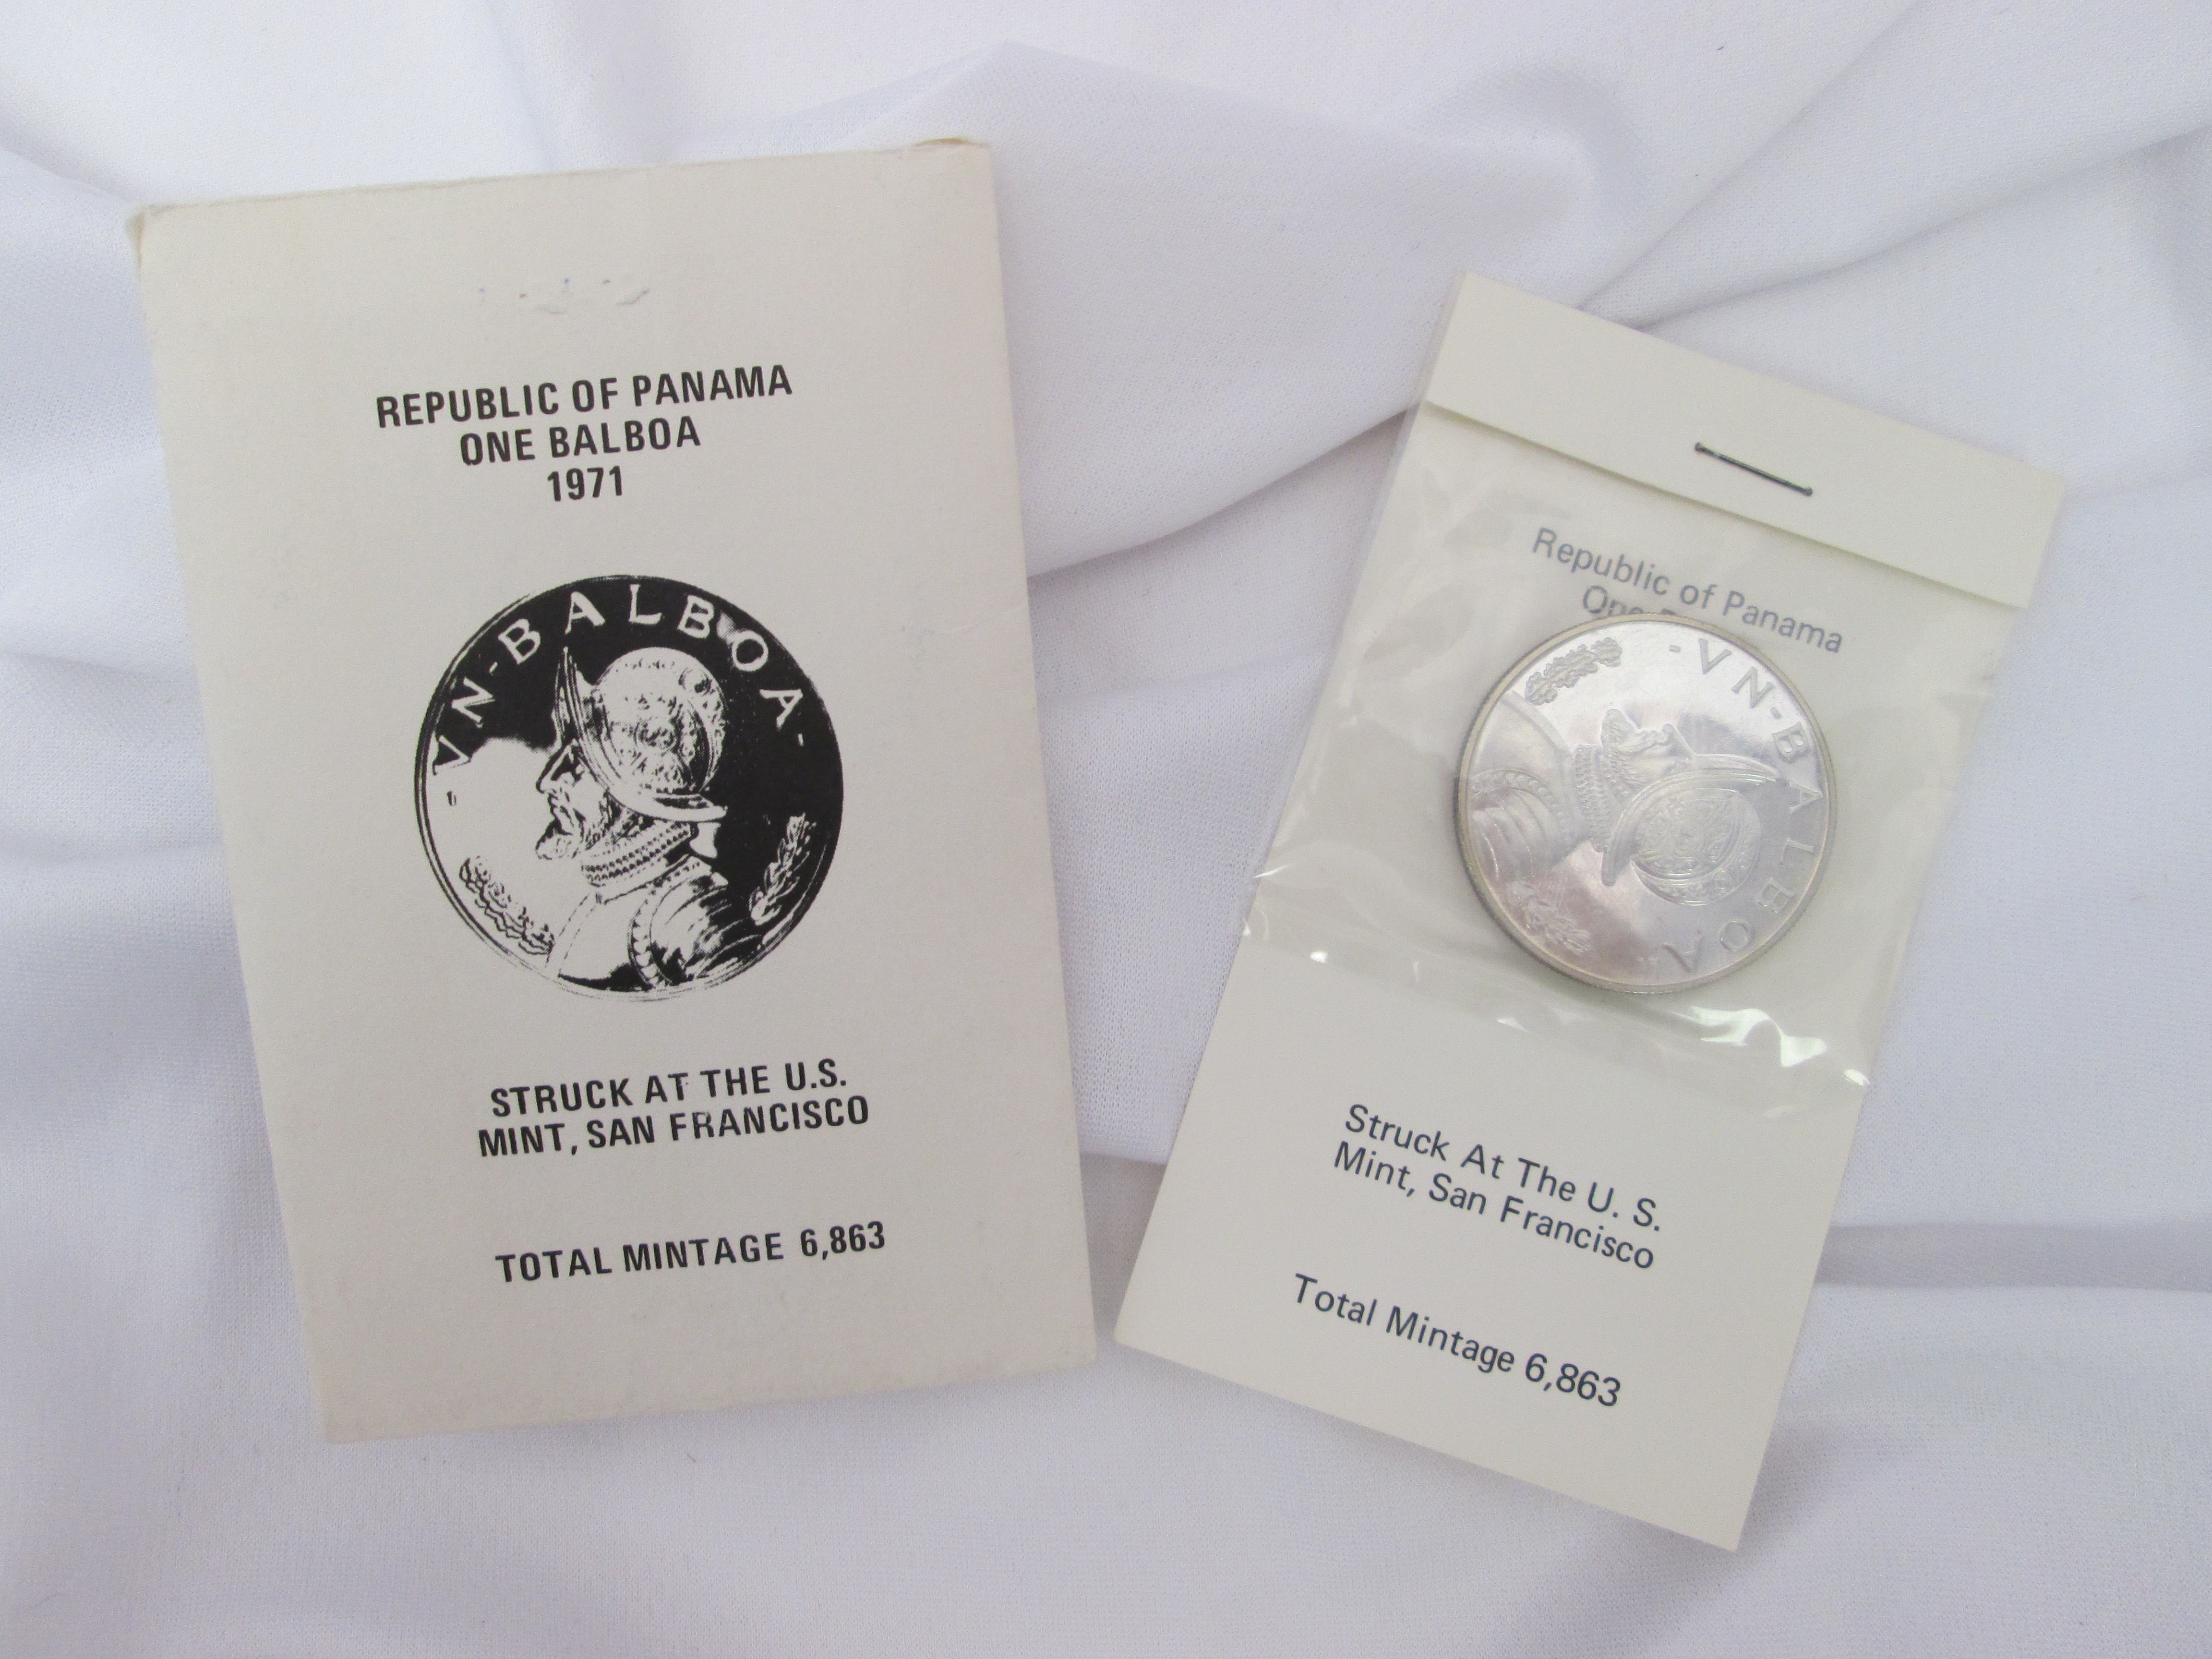 REPUBLIC OF PANAMA
ONE BALBOA
1971
VN-BALBOA-
STRUCK AT THE U.S.
MINT, SAN FRANCISCO
TOTAL MINTAGE 6,863
Republic of Panama
One
-VN-BALBOA
Struck At The U. S.
Mint, San Francisco
Total Mintage 6,863